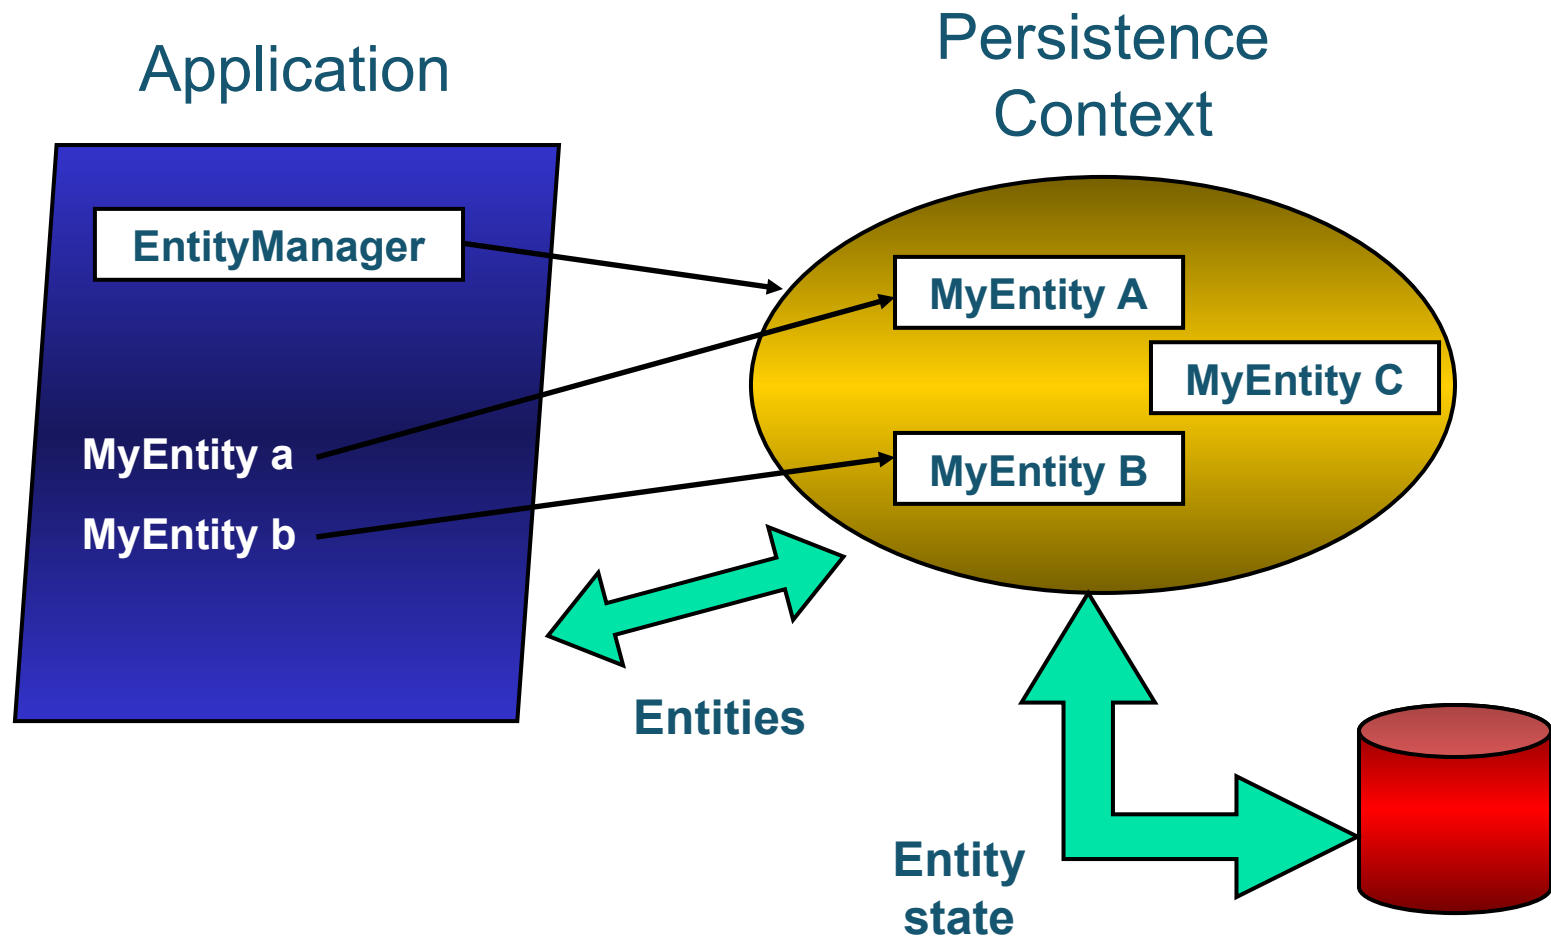 Application
Persistence
Context
EntityManager
MyEntity A
MyEntity C
MyEntity a
MyEntity B
MyEntity b
Entities
Entity
state